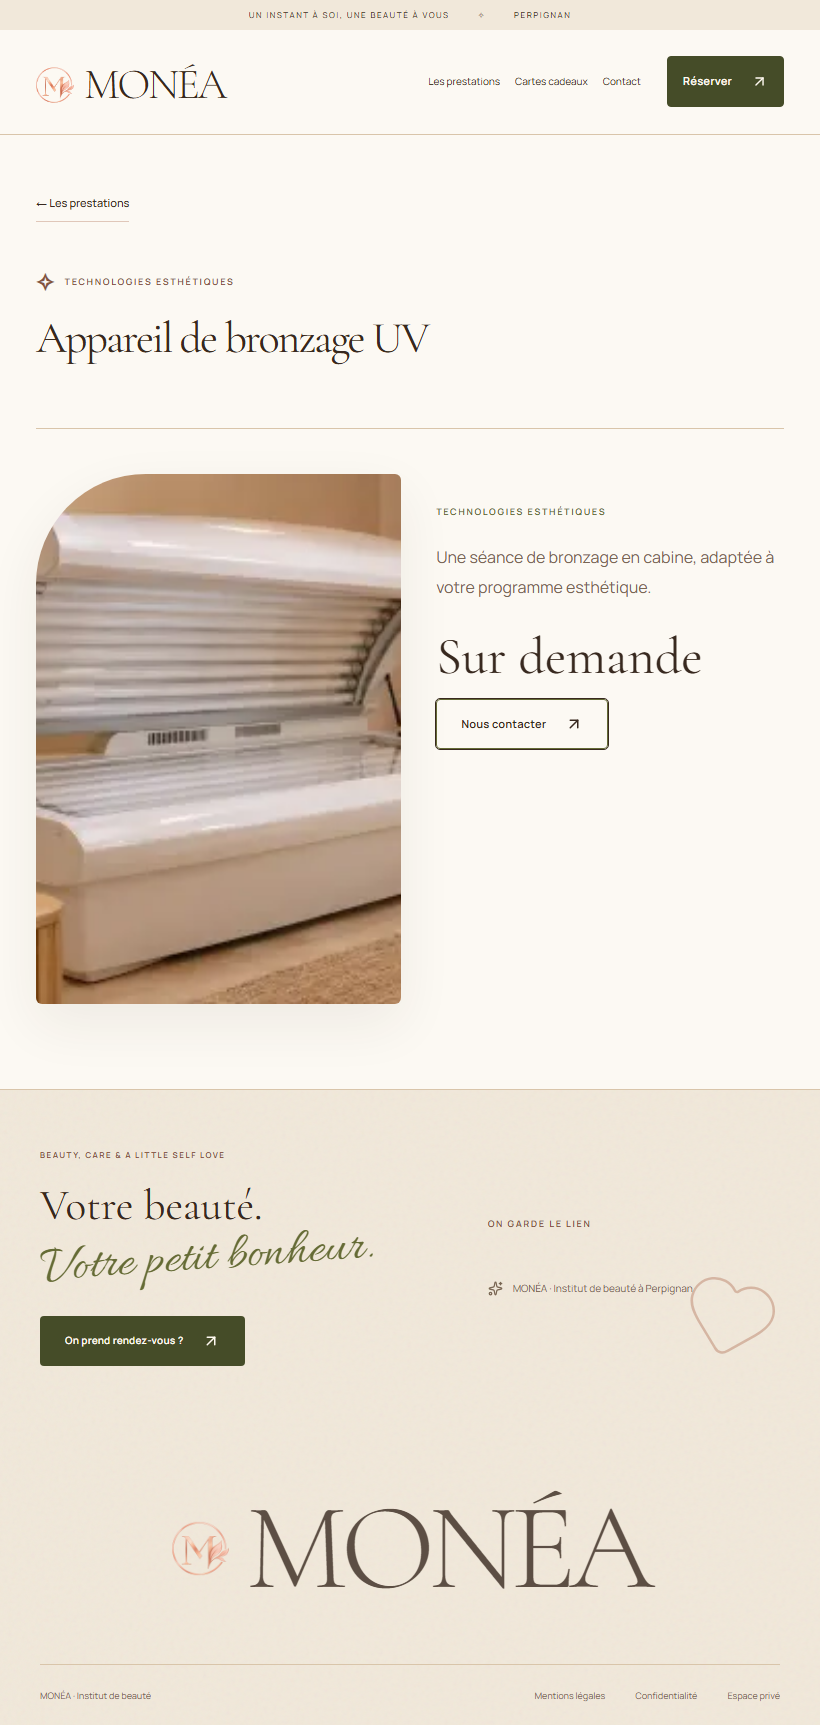 UN INSTANT À SOI, UNE BEAUTÉ À VOUS ✧ PERPIGNAN
MONÉA
Les prestations Cartes cadeaux Contact Réserver
← Les prestations
TECHNOLOGIES ESTHÉTIQUES
Appareil de bronzage UV
TECHNOLOGIES ESTHÉTIQUES
Une séance de bronzage en cabine, adaptée à
votre programme esthétique.
Sur demande
Nous contacter
BEAUTY, CARE & A LITTLE SELF LOVE
Votre beauté.
Votre petit bonheur.
On prend rendez-vous ?
ON GARDE LE LIEN
MONÉA · Institut de beauté à Perpignan
M MONÉA
MONÉA · Institut de beauté
Mentions légales Confidentialité Espace privé